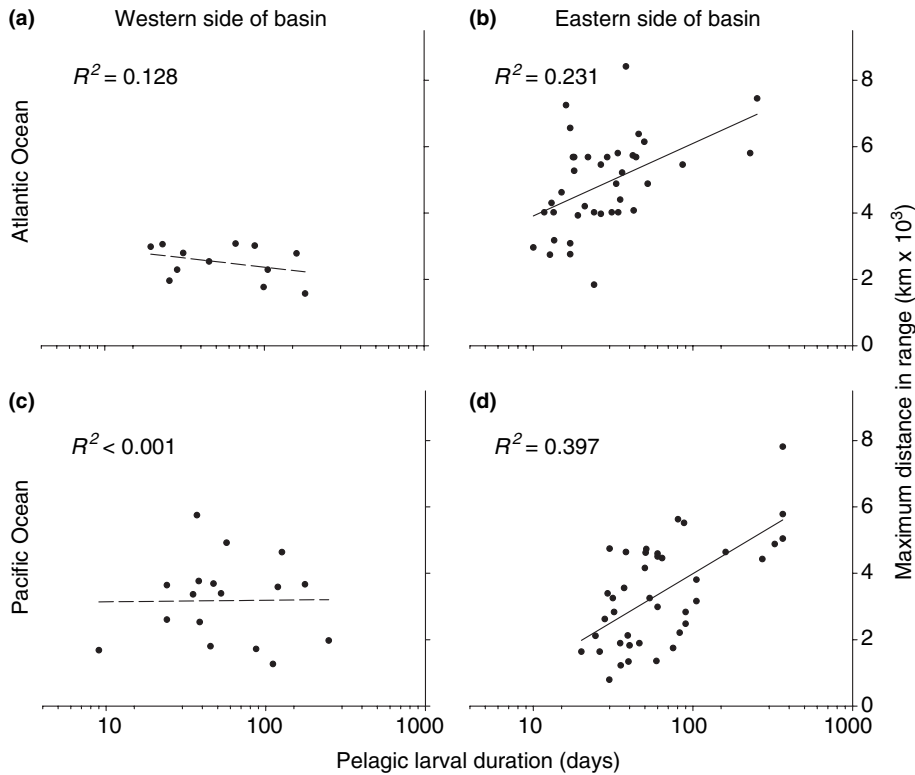 (a) Western side of basin (b) Eastern side of basin
R² = 0.128 R² = 0.231
8
6
4
2
0
Atlantic Ocean
(c) (d)
R² < 0.001 R² = 0.397
8
6
4
2
0
Pacific Ocean
Maximum distance in range (km x 10³)
10 100 1000 10 100 1000
Pelagic larval duration (days)